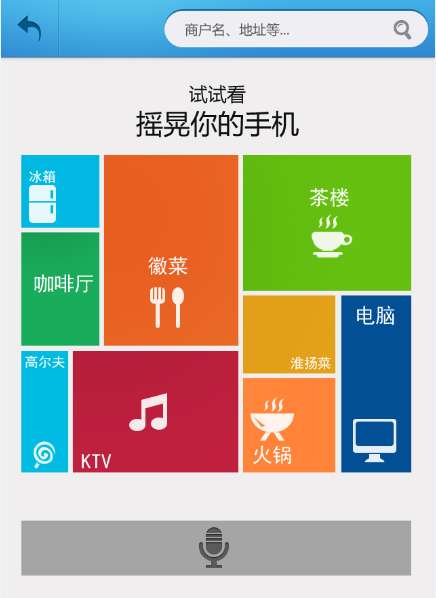 商户名、地址等...
试试看
摇晃你的手机
冰箱
徽菜
茶楼
咖啡厅
电脑
高尔夫
淮扬菜
KTV
火锅